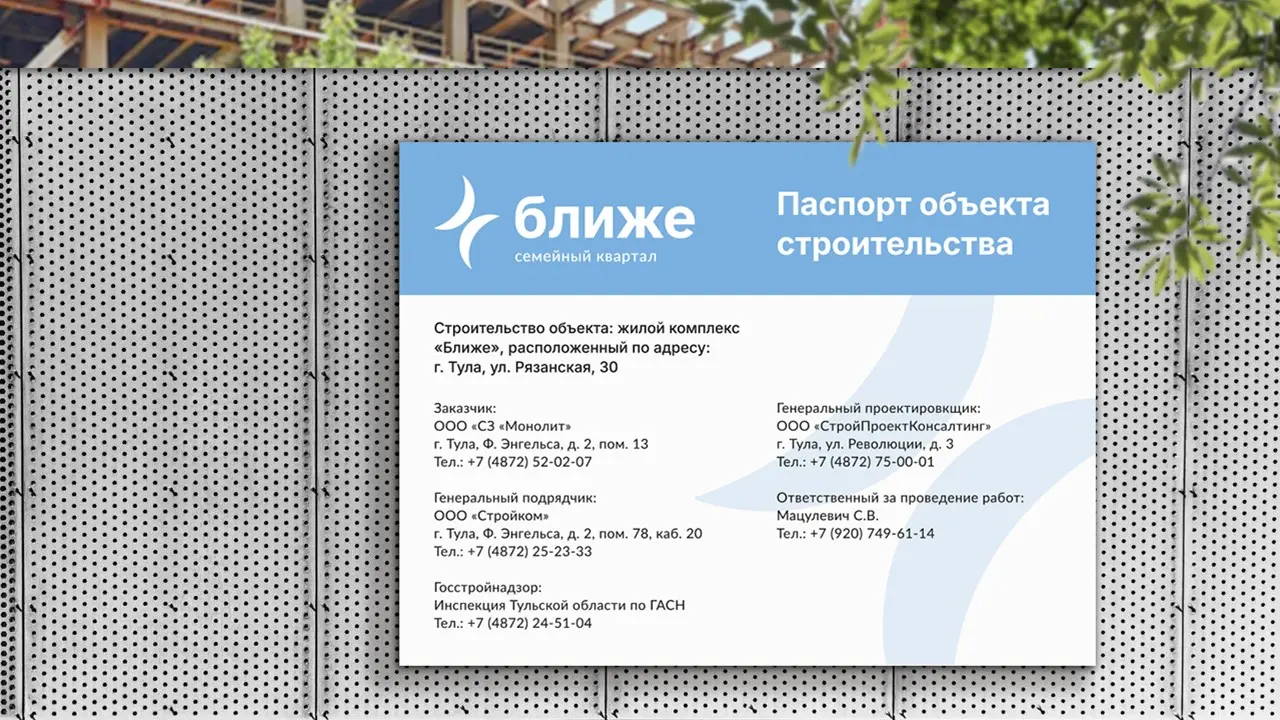 ближе
семейный квартал
Паспорт объекта
строительства
Строительство объекта: жилой комплекс
«Ближе», расположенный по адресу:
г. Тула, ул. Рязанская, 30
Заказчик:
ООО «СЗ «Монолит»
г. Тула, Ф. Энгельса, д. 2, пом. 13
Тел.: +7 (4872) 52-02-07
Генеральный подрядчик:
ООО «Стройком»
г. Тула, Ф. Энгельса, д. 2, пом. 78, каб. 20
Тел.: +7 (4872) 25-23-33
Госстройнадзор:
Инспекция Тульской области по ГАСН
Тел.: +7 (4872) 24-51-04
Генеральный проектировкщик:
ООО «СтройПроектКонсалтинг»
г. Тула, ул. Революции, д. 3
Тел.: +7 (4872) 75-00-01
Ответственный за проведение работ:
Мацулевич С.В.
Тел.: +7 (920) 749-61-14